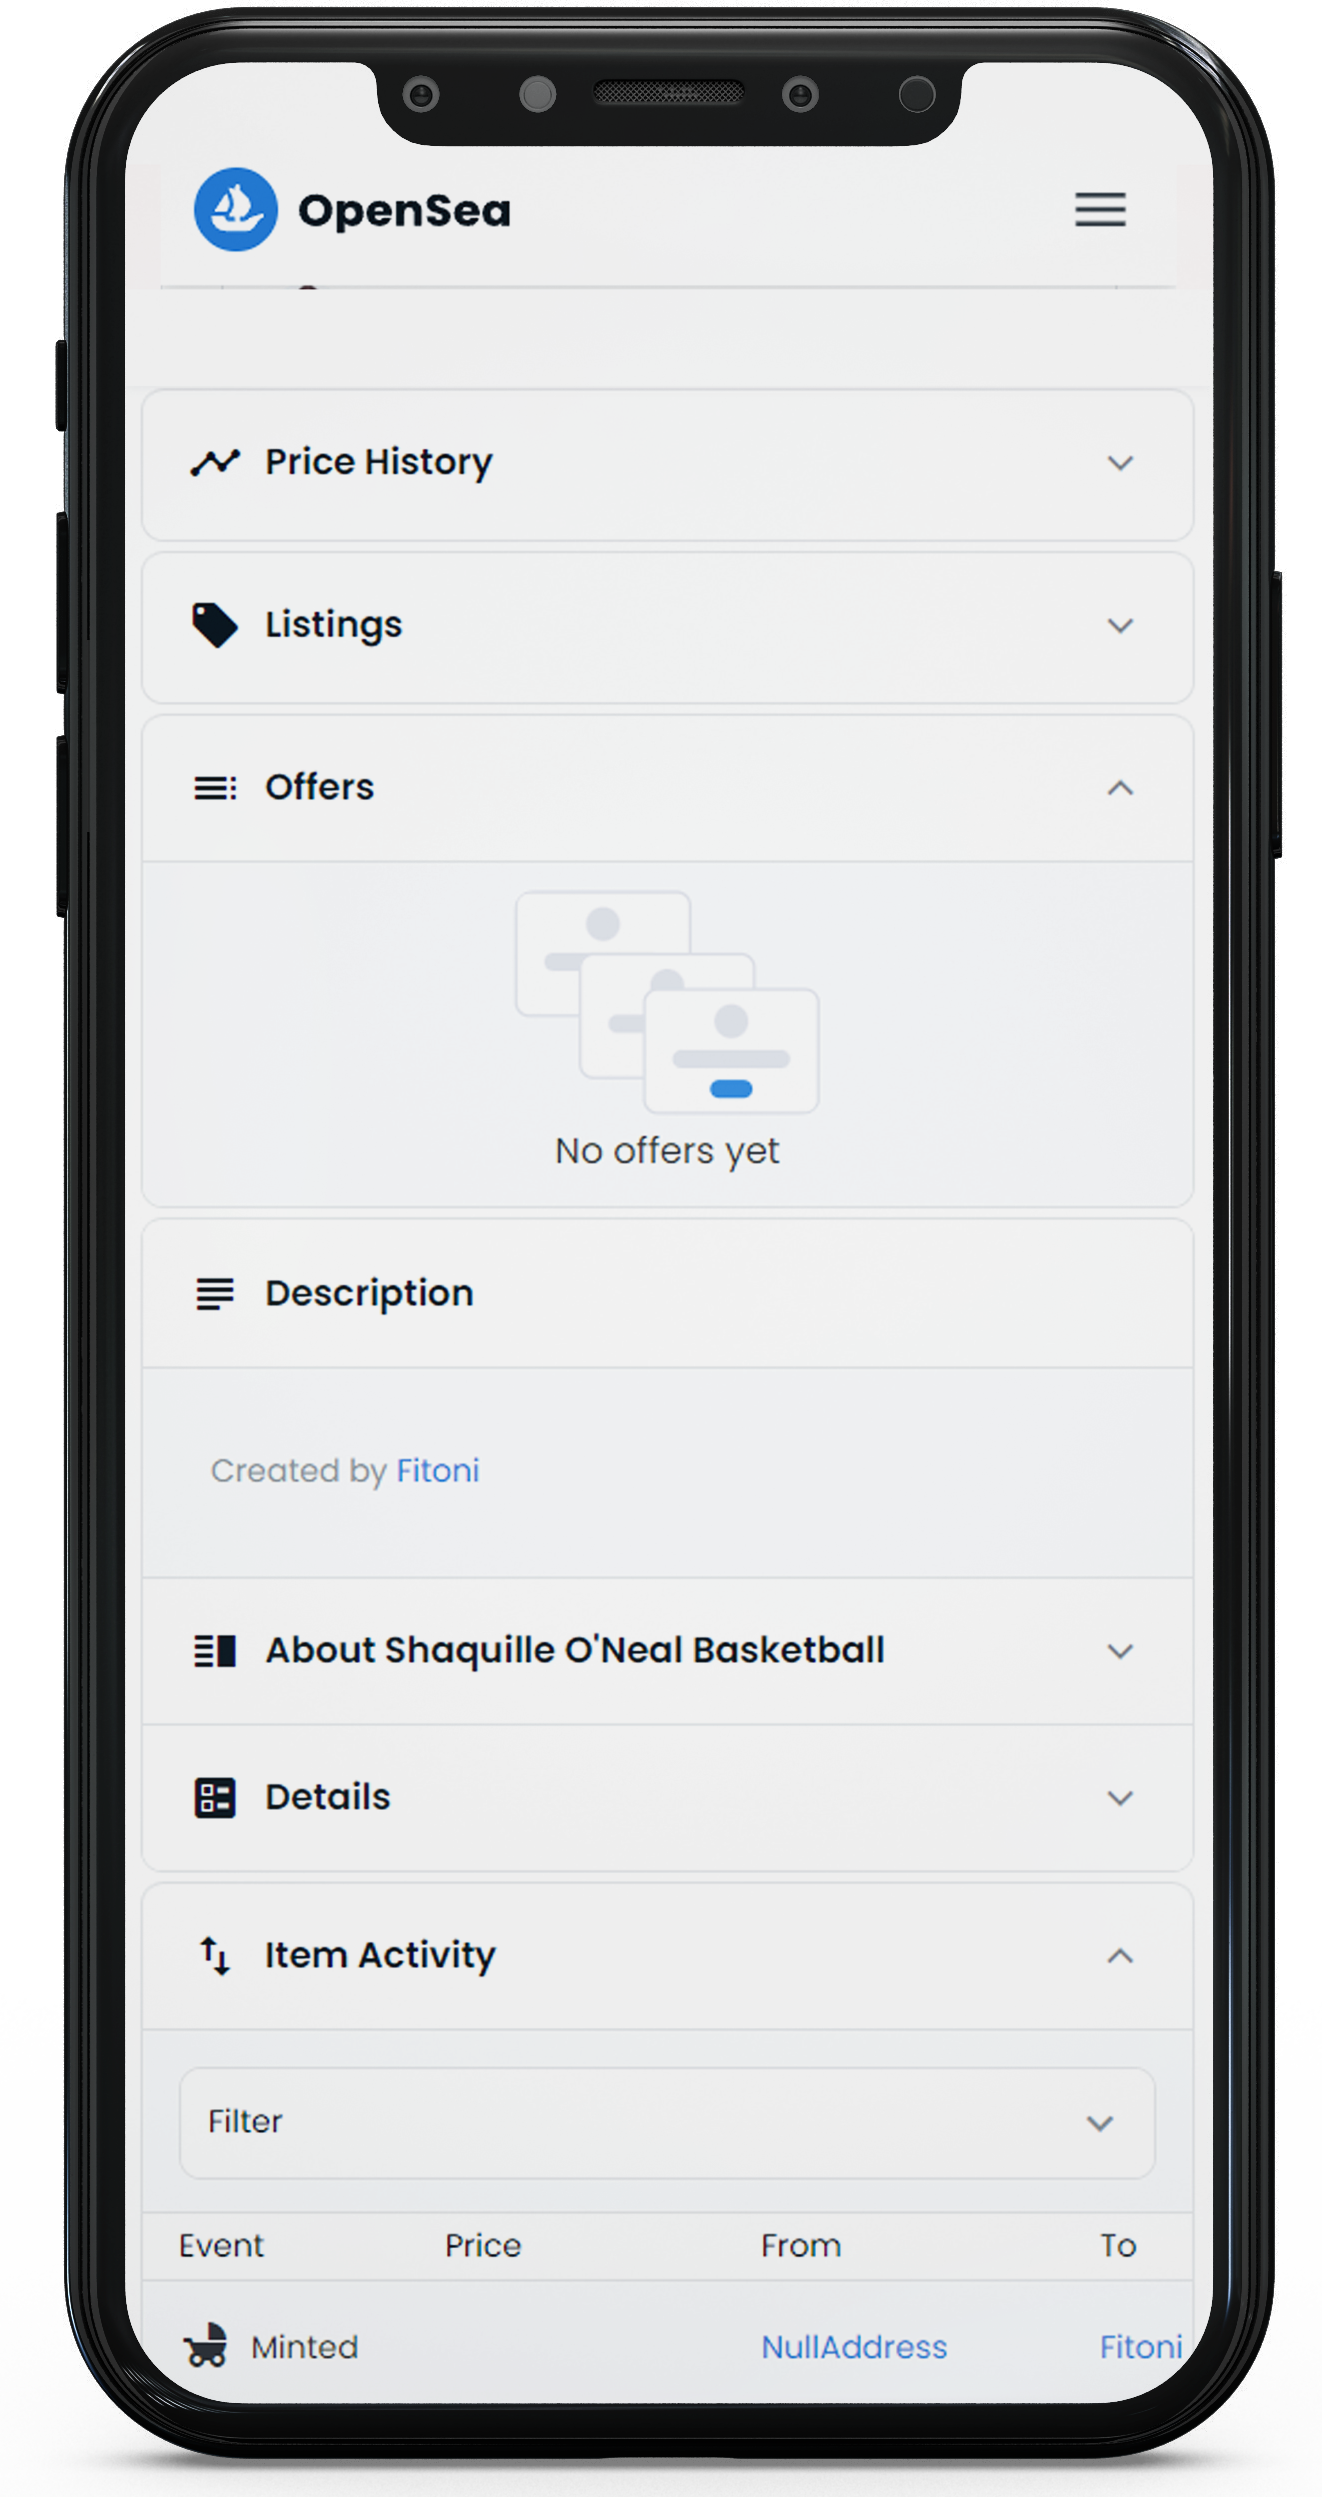 OpenSea
Price History
Listings
Offers
No offers yet
Description
Created by Fitoni
About Shaquille O'Neal Basketball
Details
Item Activity
Filter
Event Price From To
Minted NullAddress Fitoni